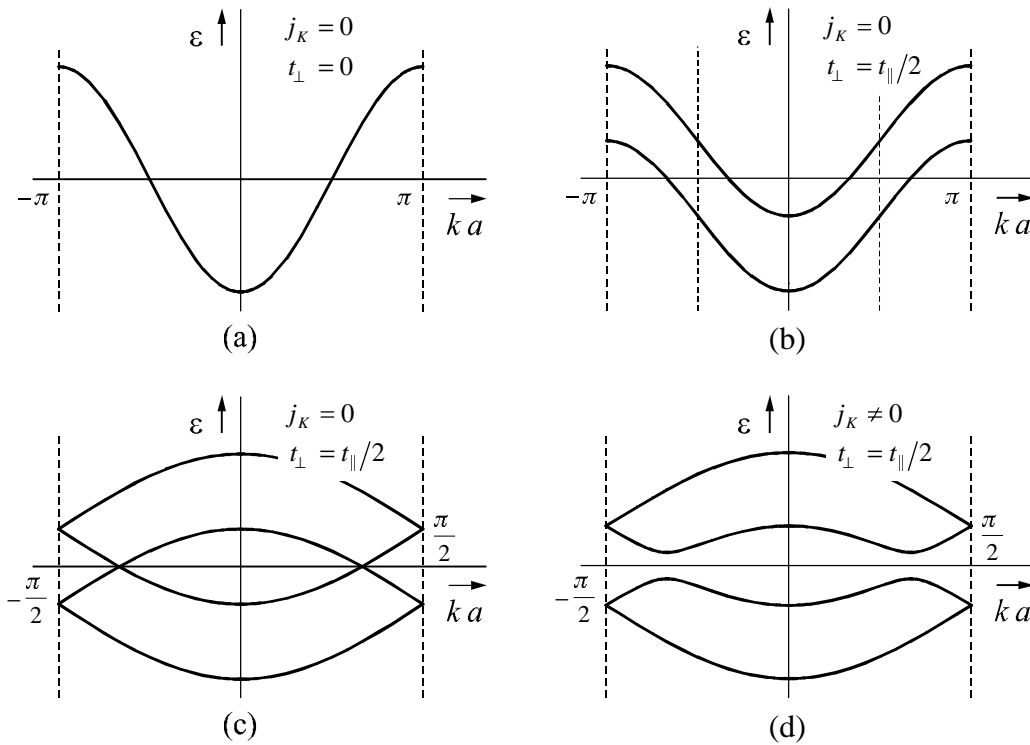 ε
j_K = 0
t_⊥ = 0
-π
π
k a
(a)
ε
j_K = 0
t_⊥ = t_∥/2
-π
π
k a
(b)
ε
j_K = 0
t_⊥ = t_∥/2
π/2
-π/2
k a
(c)
ε
j_K ≠ 0
t_⊥ = t_∥/2
π/2
-π/2
k a
(d)